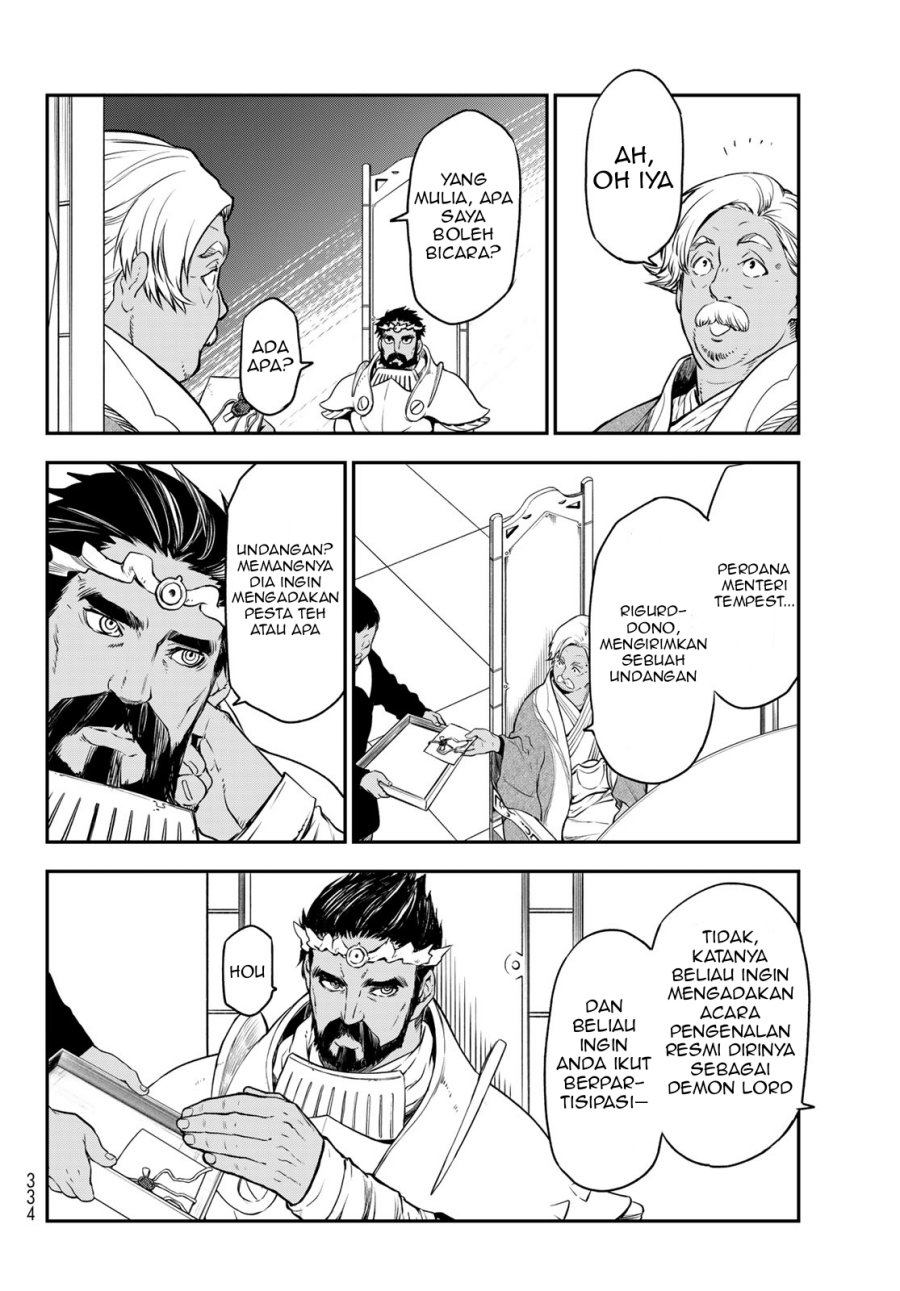 AH,
OH IYA
YANG
MULIA, APA
SAYA
BOLEH
BICARA?
ADA
APA?
PERDANA
MENTERI
TEMPEST...
RIGURD-
DONO,
MENGIRIMKAN
SEBUAH
UNDANGAN
UNDANGAN?
MEMANGNYA
DIA INGIN
MENGADAKAN
PESTA TEH
ATAU APA
TIDAK,
KATANYA
BELIAU INGIN
MENGADAKAN
ACARA
PENGENALAN
RESMI DIRINYA
SEBAGAI
DEMON LORD
DAN
BELIAU
INGIN
ANDA IKUT
BERPAR-
TISIPASI—
HOU
334